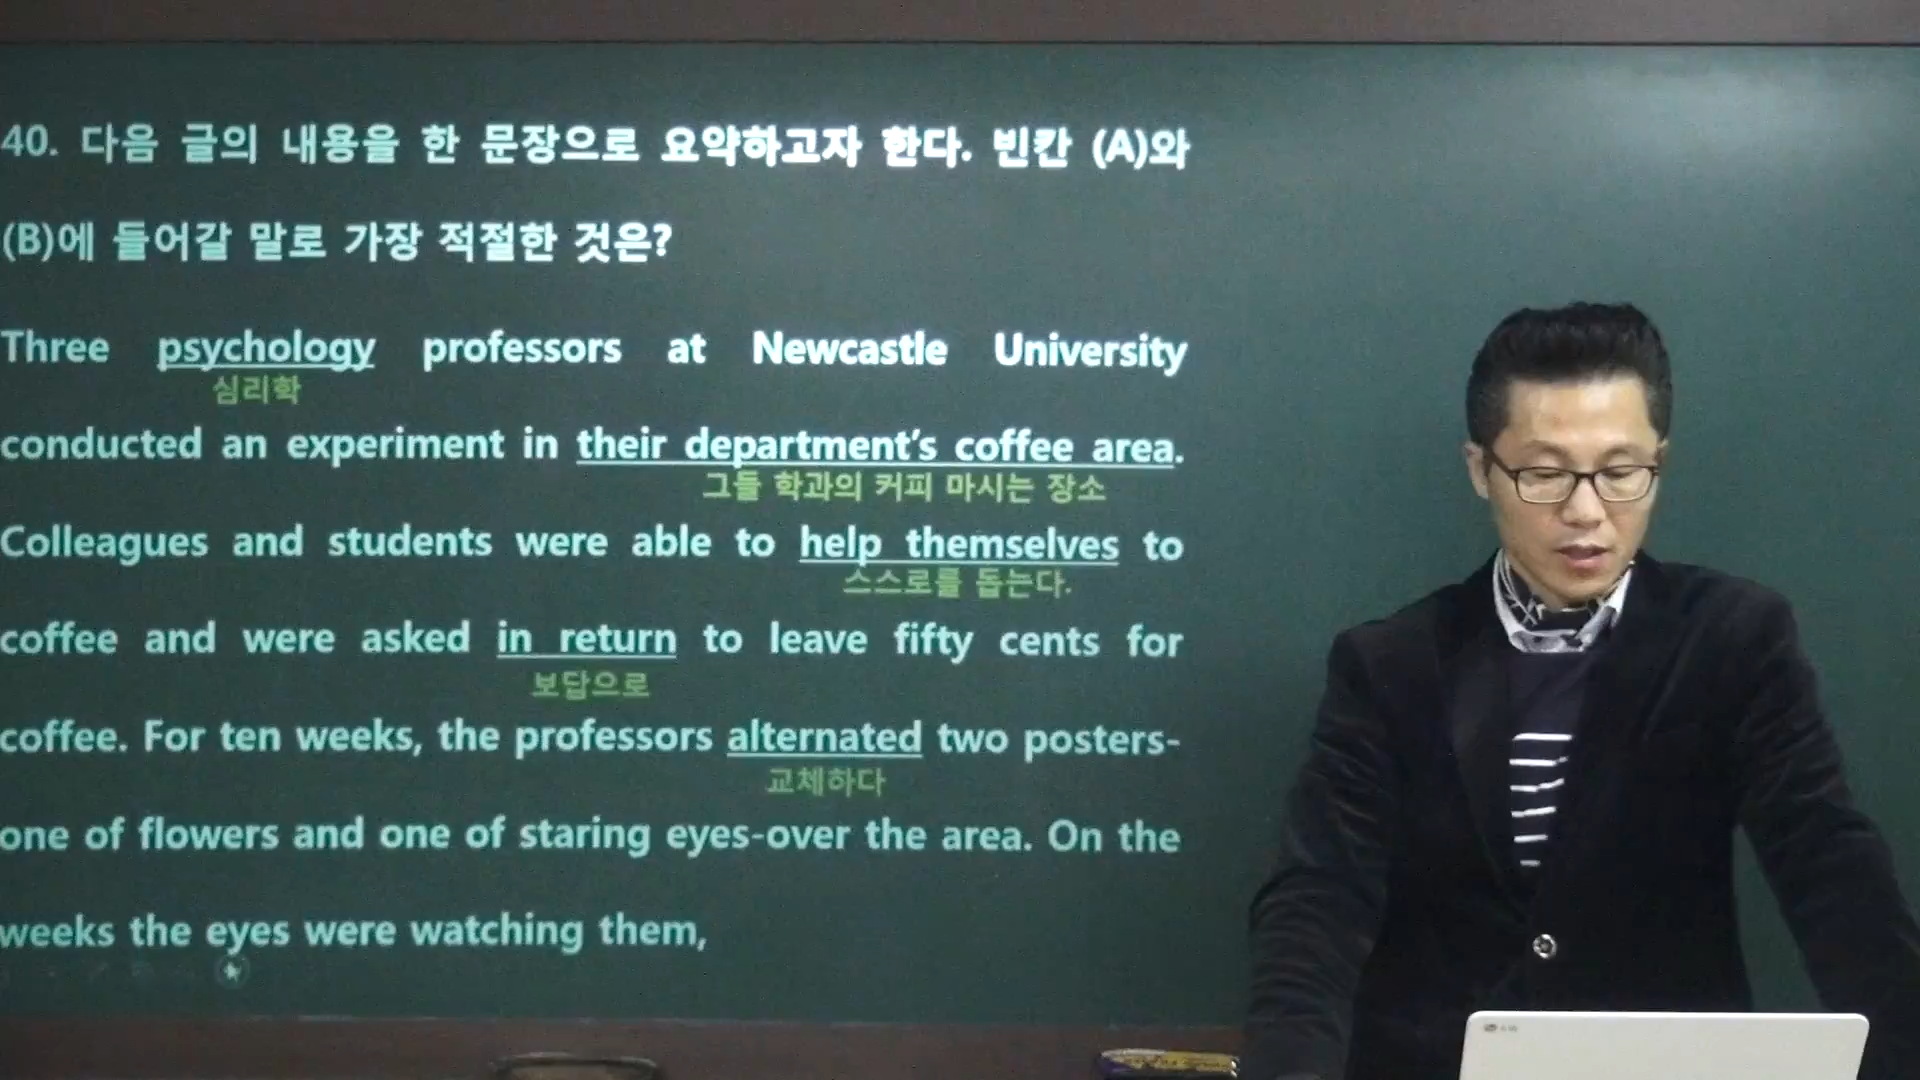 40. 다음 글의 내용을 한 문장으로 요약하고자 한다. 빈칸 (A)와
(B)에 들어갈 말로 가장 적절한 것은?
Three psychology professors at Newcastle University
심리학
conducted an experiment in their department's coffee area.
그들 학과의 커피 마시는 장소
Colleagues and students were able to help themselves to
스스로를 돕는다.
coffee and were asked in return to leave fifty cents for
보답으로
coffee. For ten weeks, the professors alternated two posters-
교체하다
one of flowers and one of staring eyes-over the area. On the
weeks the eyes were watching them,